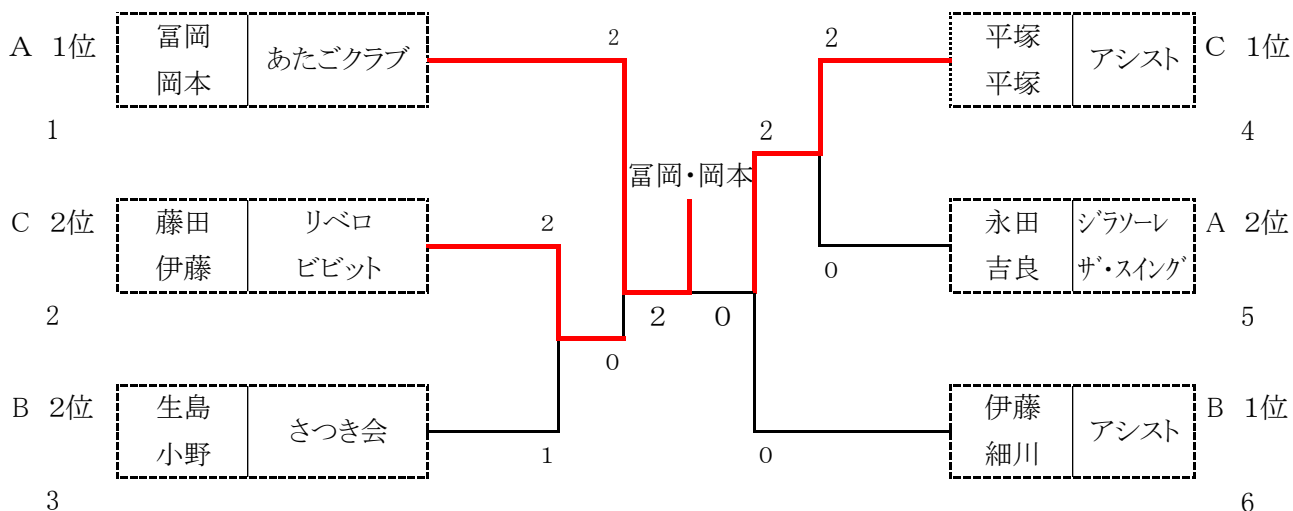 A 1位
冨岡
岡本
あたごクラブ
1
2
C 2位
藤田
伊藤
リベロ
ビビット
2
2
0
B 2位
生島
小野
さつき会
3
1
冨岡・岡本
2 0
2
平塚
平塚
アシスト
C 1位
4
2
永田
吉良
ジラソーレ
ザ・スイング
A 2位
5
0
伊藤
細川
アシスト
B 1位
6
0